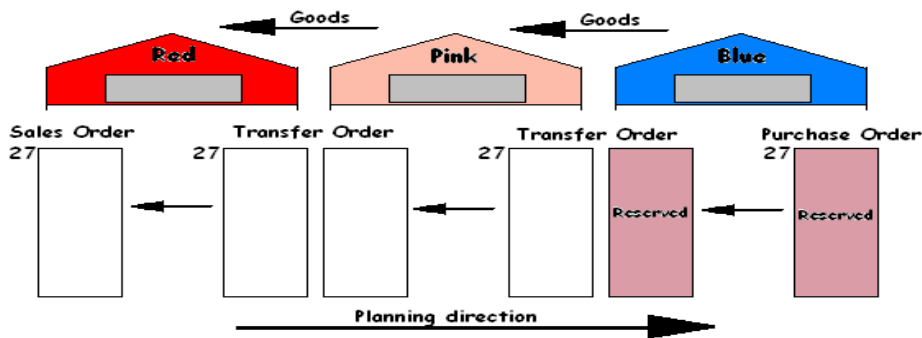 Goods Goods
Red Pink Blue
Sales Order Transfer Order Transfer Order Purchase Order
27 27 27 27
Reserved Reserved
Planning direction